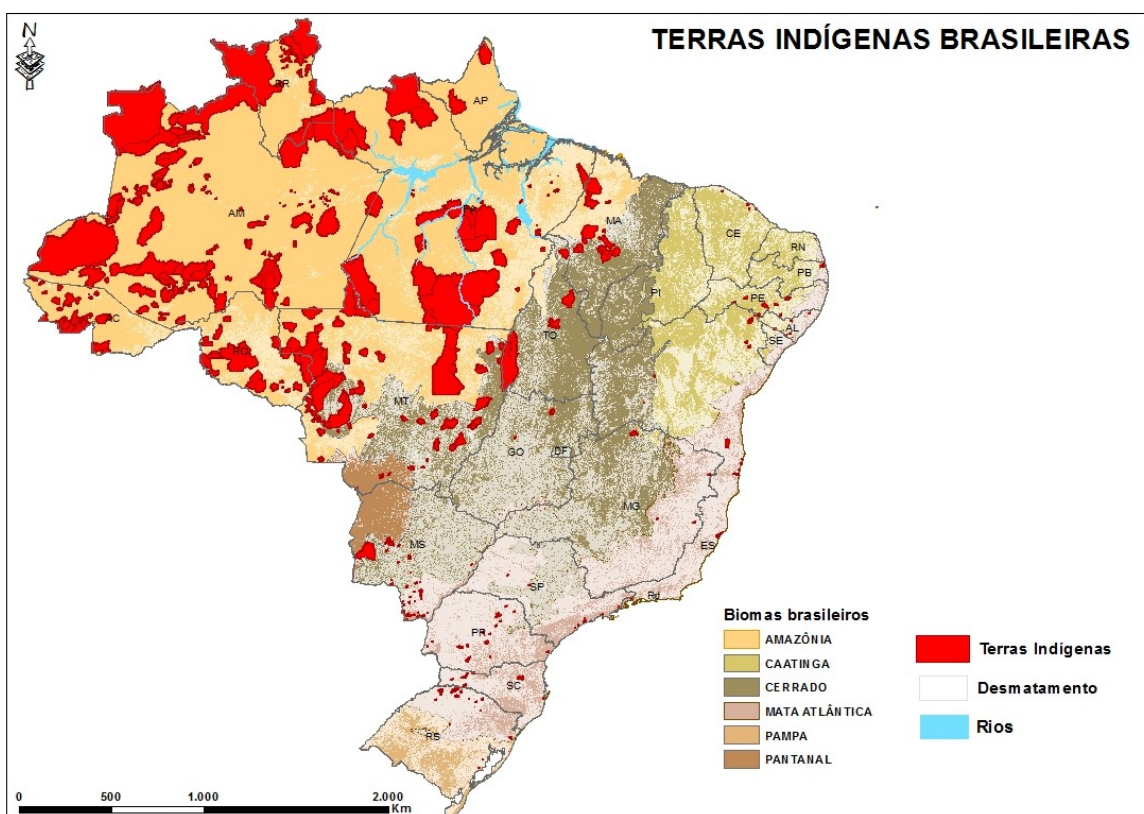 TERRAS INDÍGENAS BRASILEIRAS
N
RR
AP
AM
PA
MA
CE
RN
PB
PI
PE
AL
SE
AC
TO
RO
MT
GO
DF
MG
MS
ES
SP
RJ
PR
SC
RS
Biomas brasileiros
AMAZÔNIA
CAATINGA
CERRADO
MATA ATLÂNTICA
PAMPA
PANTANAL
Terras Indígenas
Desmatamento
Rios
0 500 1.000 2.000
Km